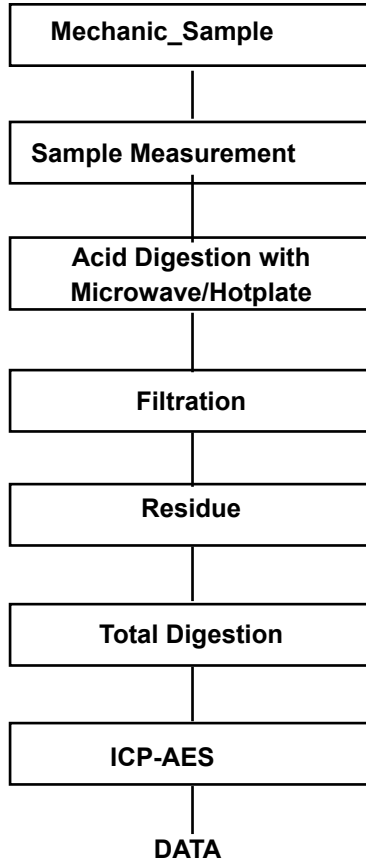 Mechanic_Sample
Sample Measurement
Acid Digestion with
Microwave/Hotplate
Filtration
Residue
Total Digestion
ICP-AES
DATA